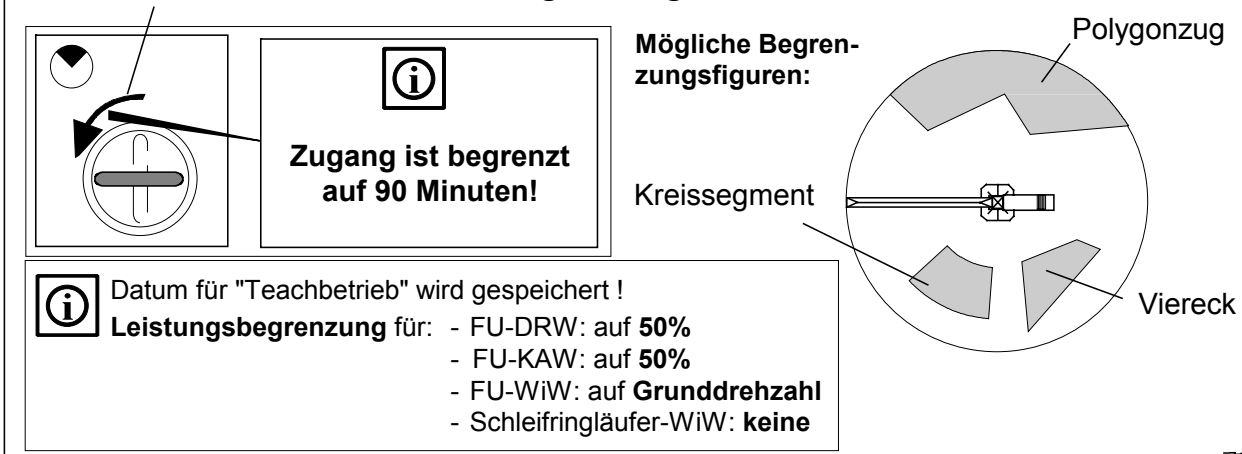 Zugang ist begrenzt
auf 90 Minuten!
Mögliche Begren-
zungsfiguren:
Polygonzug
Kreissegment
Viereck
Datum für "Teachbetrieb" wird gespeichert !
Leistungsbegrenzung für: - FU-DRW: auf 50%
- FU-KAW: auf 50%
- FU-WiW: auf Grunddrehzahl
- Schleifringläufer-WiW: keine